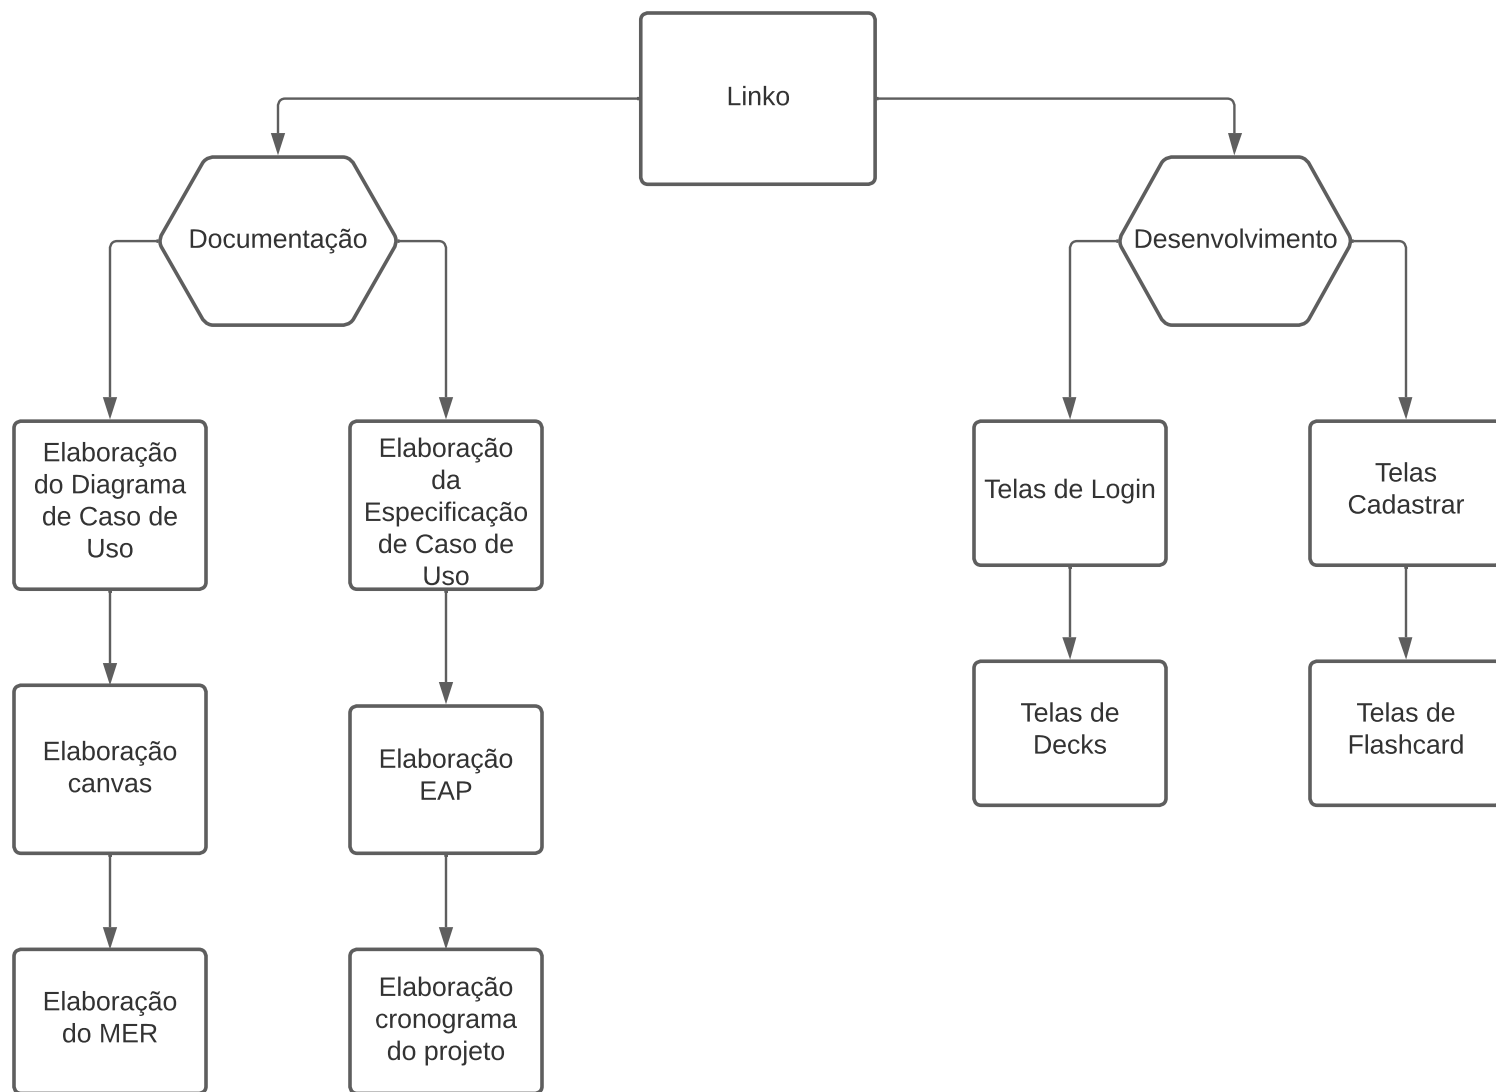 Linko
Documentação
Desenvolvimento
Elaboração
do Diagrama
de Caso de
Uso
Elaboração
da
Especificação
de Caso de
Uso
Telas de Login
Telas
Cadastrar
Elaboração
canvas
Elaboração
EAP
Telas de
Decks
Telas de
Flashcard
Elaboração
do MER
Elaboração
cronograma
do projeto